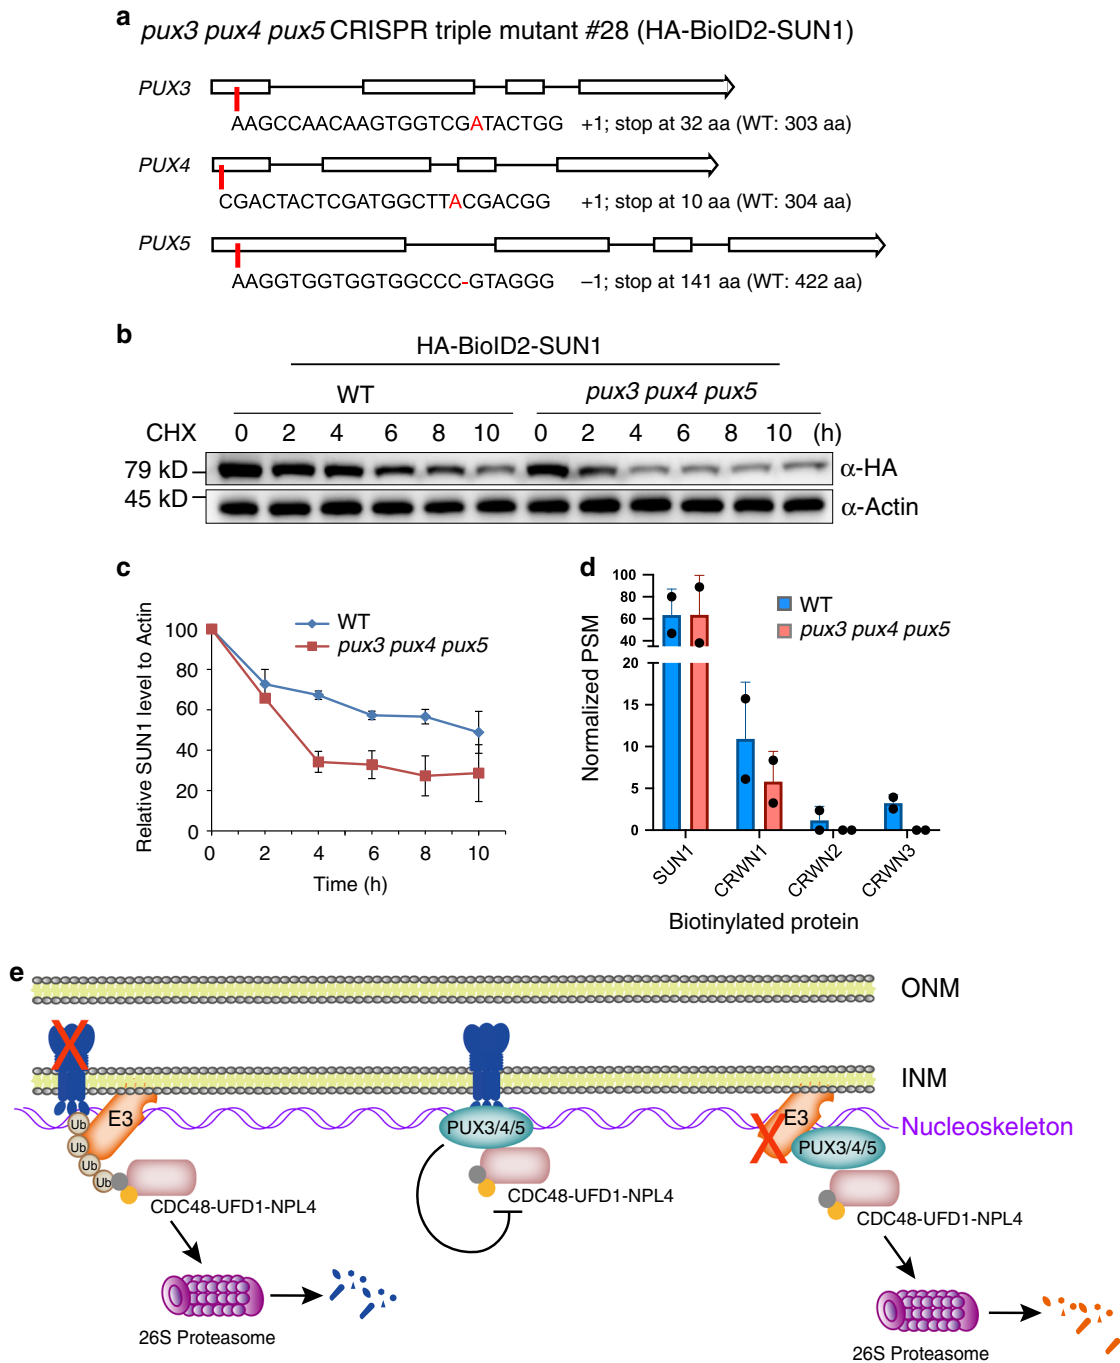 a
pux3 pux4 pux5 CRISPR triple mutant #28 (HA-BioID2-SUN1)
PUX3
AAGCCAACAAGTGGTCGATACTGG +1; stop at 32 aa (WT: 303 aa)
PUX4
CGACTACTCGATGGCTTACGACGG +1; stop at 10 aa (WT: 304 aa)
PUX5
AAGGTGGTGGTGGCCC-GTAGGG −1; stop at 141 aa (WT: 422 aa)
b
HA-BioID2-SUN1
WT pux3 pux4 pux5
CHX 0 2 4 6 8 10 0 2 4 6 8 10 (h)
79 kD α-HA
45 kD α-Actin
c
Relative SUN1 level to Actin
100
80
60
40
20
0
0 2 4 6 8 10
Time (h)
WT
pux3 pux4 pux5
d
Normalized PSM
100
80
60
40
20
15
10
5
0
WT
pux3 pux4 pux5
SUN1 CRWN1 CRWN2 CRWN3
Biotinylated protein
e
ONM
INM
Nucleoskeleton
E3
Ub
Ub
Ub
Ub
CDC48-UFD1-NPL4
26S Proteasome
PUX3/4/5
CDC48-UFD1-NPL4
E3
PUX3/4/5
CDC48-UFD1-NPL4
26S Proteasome